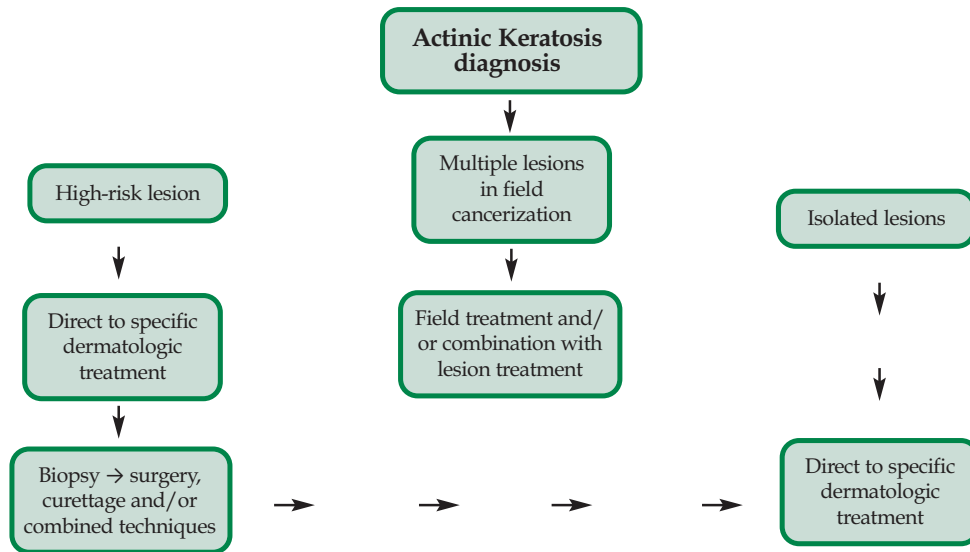 Actinic Keratosis
diagnosis
Multiple lesions
in field
cancerization
High-risk lesion
Isolated lesions
Direct to specific
dermatologic
treatment
Field treatment and/
or combination with
lesion treatment
Biopsy → surgery,
curettage and/or
combined techniques
Direct to specific
dermatologic
treatment